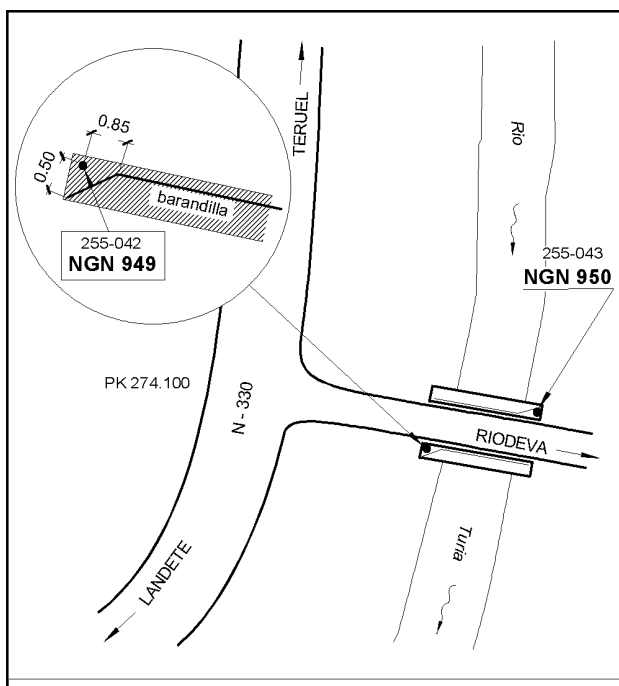 0.85
0.50
barandilla
255-042
NGN 949
TERUEL
Rio
255-043
NGN 950
PK 274.100
N - 330
RIODEVA
Turia
LANDETE